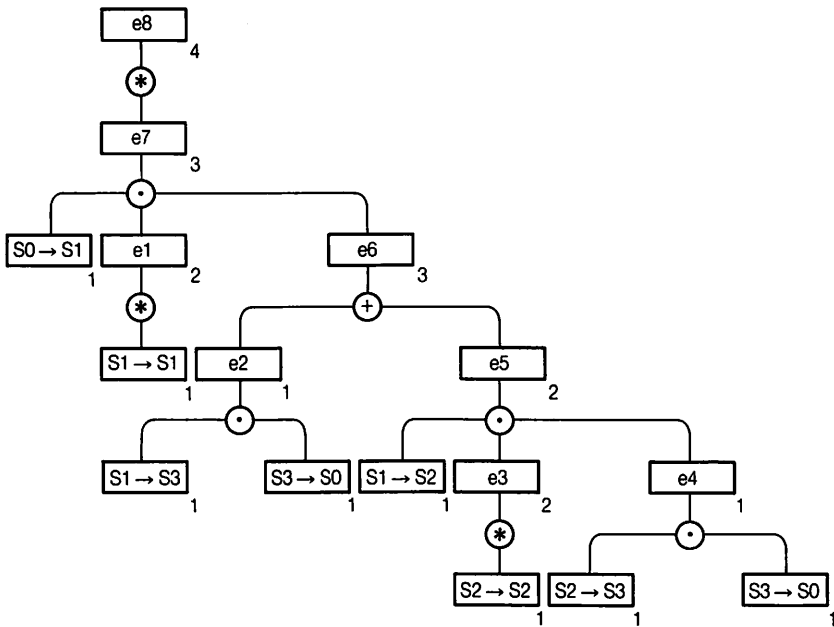 e8
4
*
e7
3
·
S0 → S1
1
e1
2
e6
3
*
+
S1 → S1
1
e2
1
e5
2
·
·
S1 → S3
1
S3 → S0
1
S1 → S2
1
e3
2
e4
1
*
·
S2 → S2
1
S2 → S3
1
S3 → S0
1